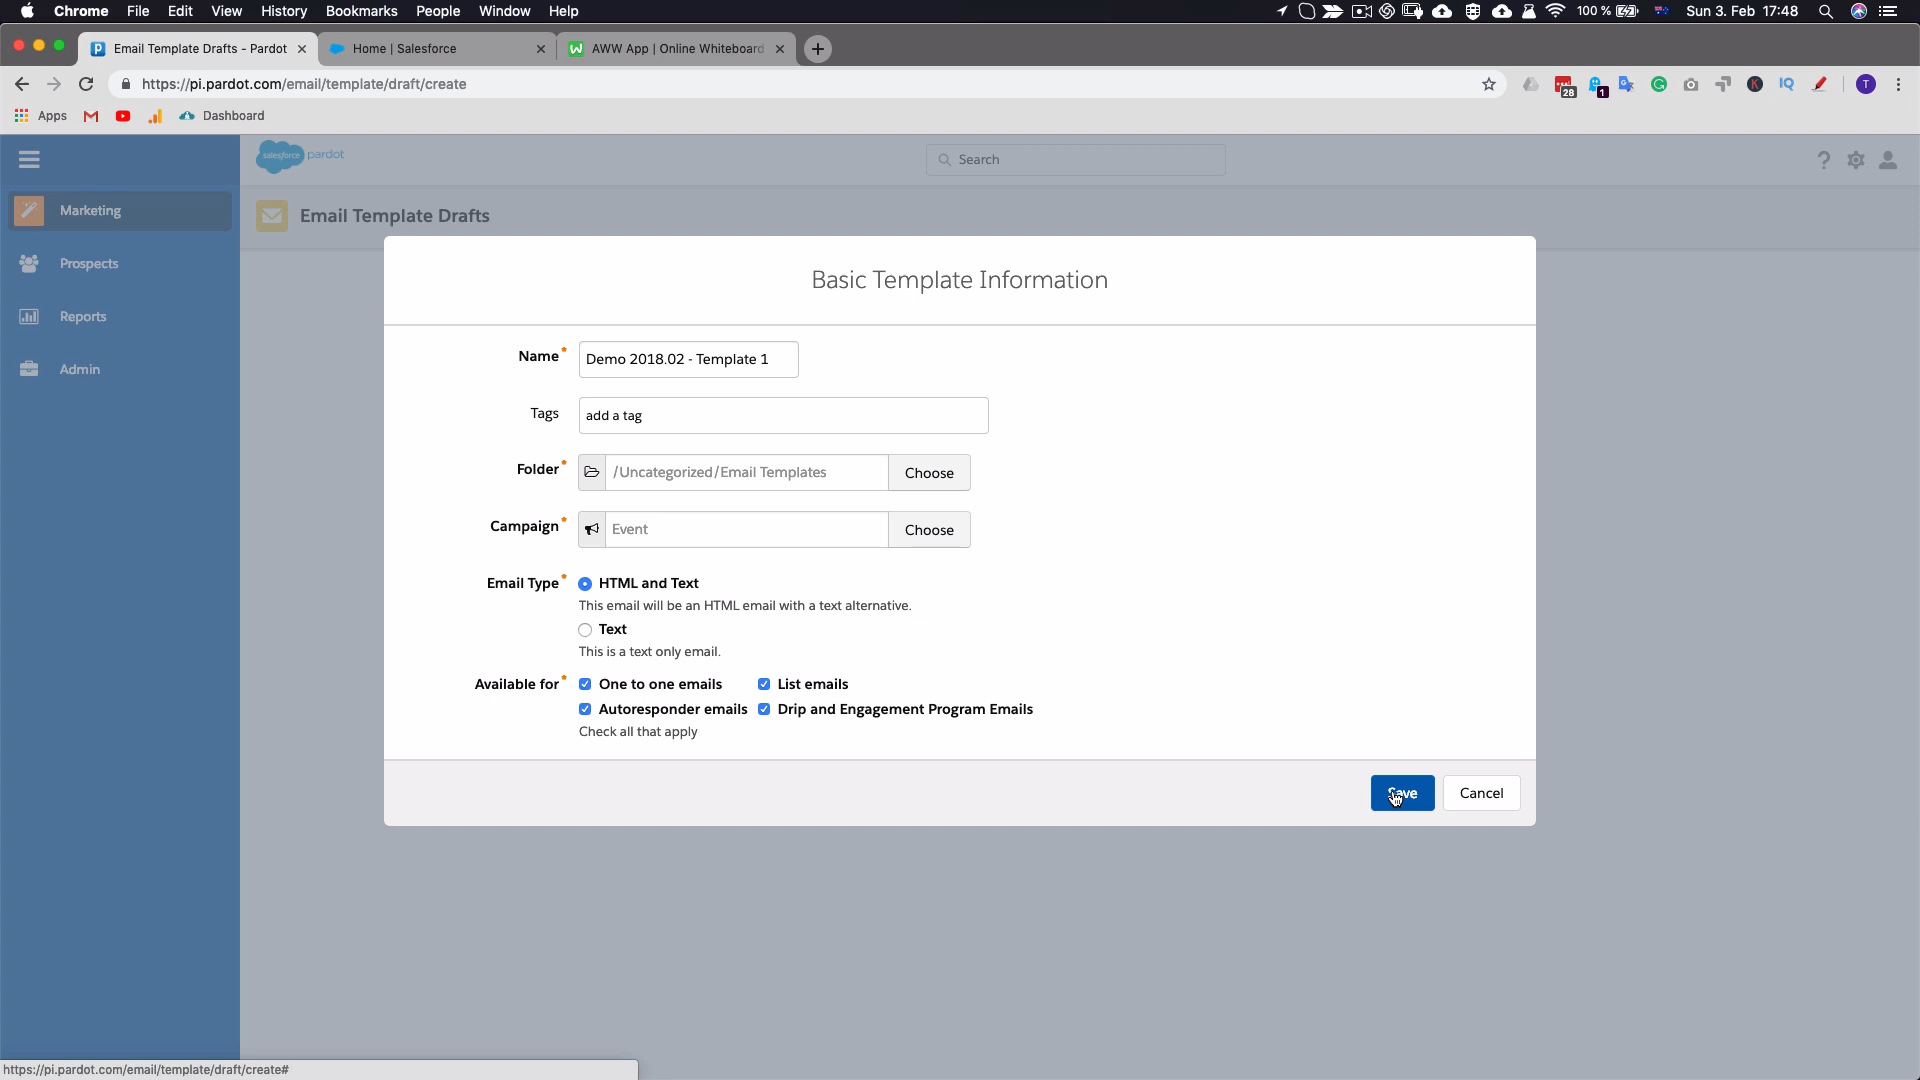 Chrome File Edit View History Bookmarks People Window Help 100 % Sun 3. Feb 17:48
Email Template Drafts - Pardot Home | Salesforce AWW App | Online Whiteboard
https://pi.pardot.com/email/template/draft/create 28 1 K IQ T
Apps Dashboard
salesforce pardot Search ?
Marketing
Email Template Drafts
Prospects
Reports
Admin
Basic Template Information
Name* Demo 2018.02 - Template 1
Tags add a tag
Folder* /Uncategorized/Email Templates Choose
Campaign* Event Choose
Email Type* HTML and Text
This email will be an HTML email with a text alternative.
Text
This is a text only email.
Available for* One to one emails List emails
Autoresponder emails Drip and Engagement Program Emails
Check all that apply
Save Cancel
https://pi.pardot.com/email/template/draft/create#